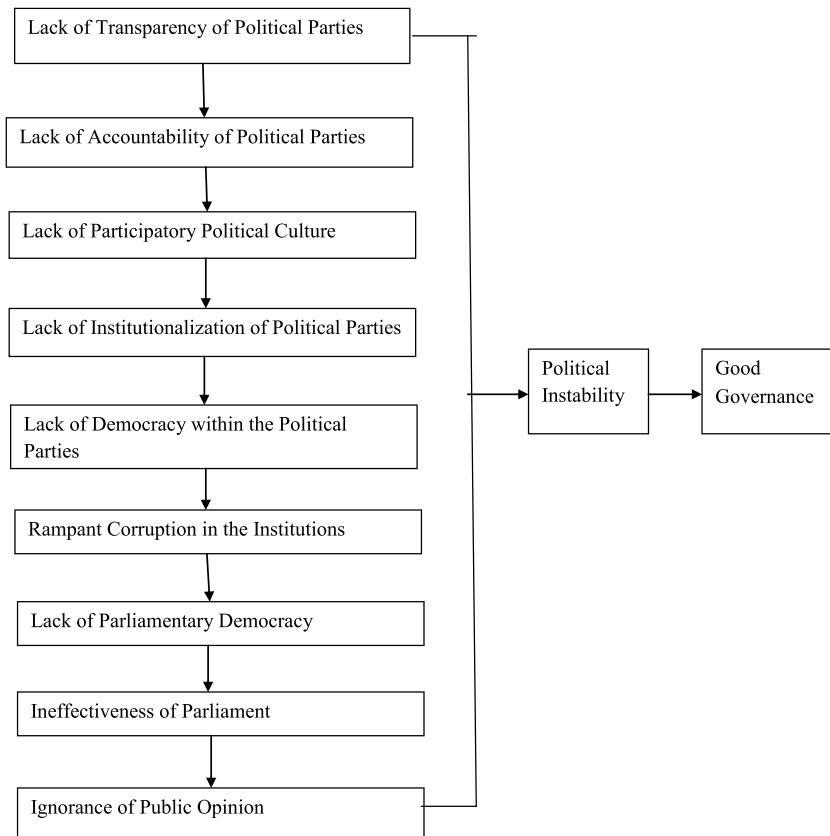 Lack of Transparency of Political Parties
Lack of Accountability of Political Parties
Lack of Participatory Political Culture
Lack of Institutionalization of Political Parties
Lack of Democracy within the Political
Parties
Rampant Corruption in the Institutions
Lack of Parliamentary Democracy
Ineffectiveness of Parliament
Ignorance of Public Opinion
Political
Instability
Good
Governance